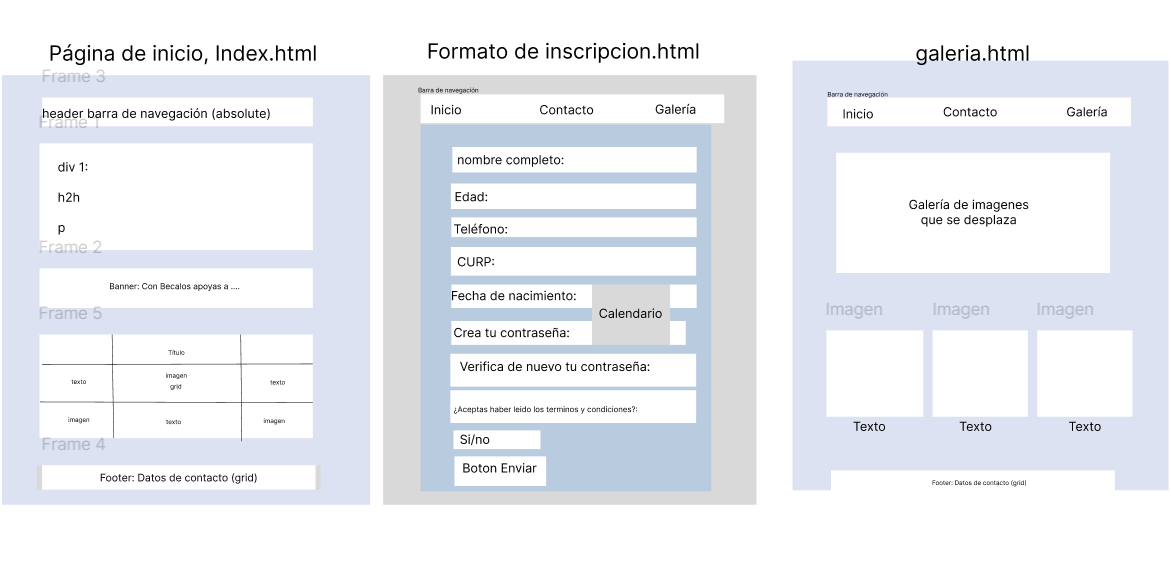 Página de inicio, Index.html
Frame 3
header barra de navegación (absolute)
Frame 1
div 1:
h2h
p
Frame 2
Banner: Con Becalos apoyas a ....
Frame 5
Título
texto
imagen
grid
texto
imagen
texto
imagen
Frame 4
Footer: Datos de contacto (grid)
Formato de inscripcion.html
Barra de navegación
Inicio
Contacto
Galería
nombre completo:
Edad:
Teléfono:
CURP:
Fecha de nacimiento:
Calendario
Crea tu contraseña:
Verifica de nuevo tu contraseña:
¿Aceptas haber leido los terminos y condiciones?:
Si/no
Boton Enviar
galeria.html
Barra de navegación
Inicio
Contacto
Galería
Galería de imagenes
que se desplaza
Imagen
Imagen
Imagen
Texto
Texto
Texto
Footer: Datos de contacto (grid)